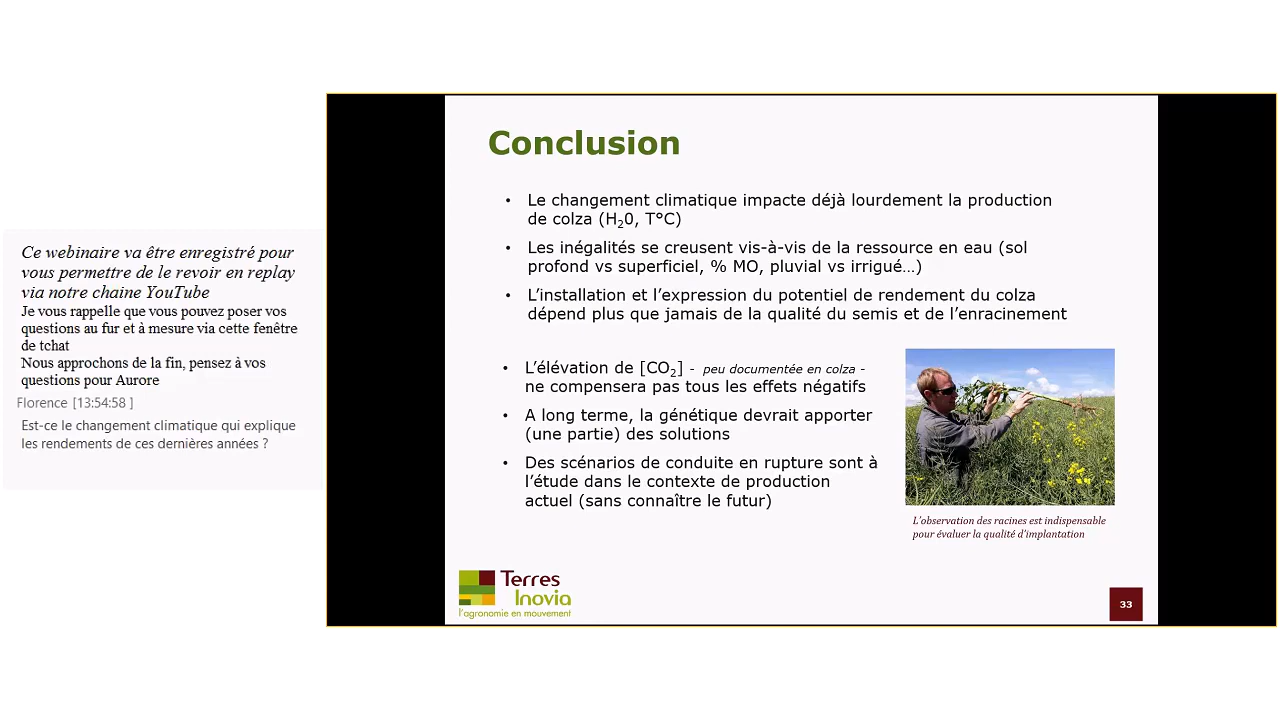 Ce webinaire va être enregistré pour
vous permettre de le revoir en replay
via notre chaine YouTube
Je vous rappelle que vous pouvez poser vos
questions au fur et à mesure via cette fenêtre
de tchat
Nous approchons de la fin, pensez à vos
questions pour Aurore
Florence [13:54:58 ]
Est-ce le changement climatique qui explique
les rendements de ces dernières années ?
Conclusion
• Le changement climatique impacte déjà lourdement la production
de colza (H20, T°C)
• Les inégalités se creusent vis-à-vis de la ressource en eau (sol
profond vs superficiel, % MO, pluvial vs irrigué…)
• L’installation et l’expression du potentiel de rendement du colza
dépend plus que jamais de la qualité du semis et de l’enracinement
• L’élévation de [CO2] - peu documentée en colza -
ne compensera pas tous les effets négatifs
• A long terme, la génétique devrait apporter
(une partie) des solutions
• Des scénarios de conduite en rupture sont à
l’étude dans le contexte de production
actuel (sans connaître le futur)
L’observation des racines est indispensable
pour évaluer la qualité d’implantation
Terres
Inovia
l’agronomie en mouvement
33